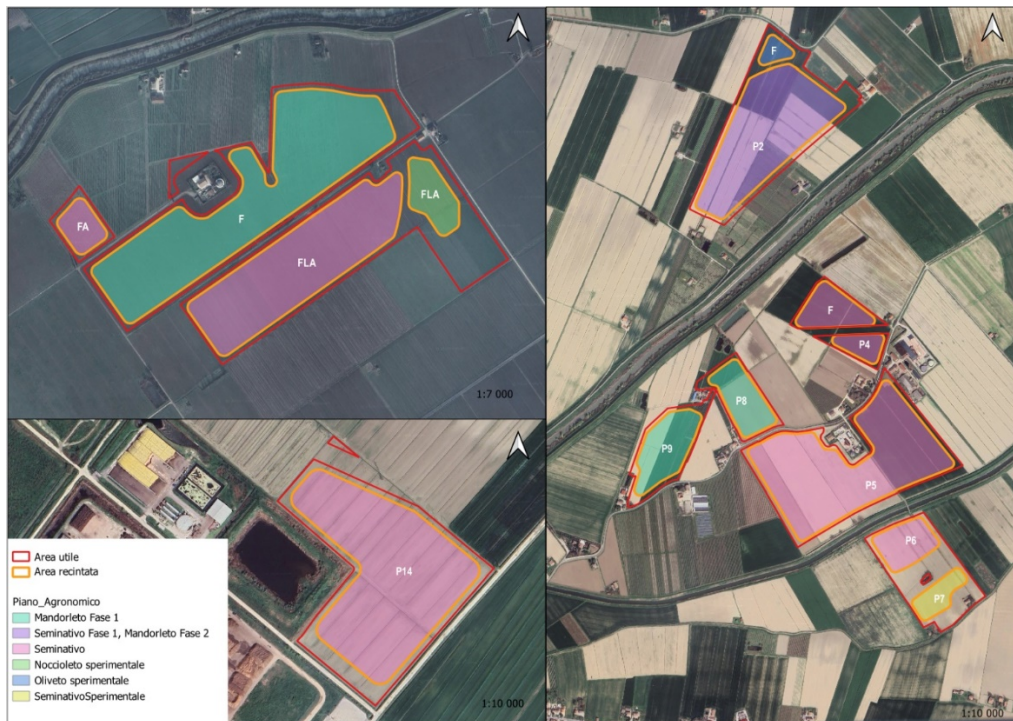 F
FLA
FA
F
FLA
1:7 000
F
P2
F
P4
P8
P9
P5
P6
P7
1:10 000
P14
1:10 000
Area utile
Area recintata
Piano_Agronomico
Mandorleto Fase 1
Seminativo Fase 1, Mandorleto Fase 2
Seminativo
Noccioleto sperimentale
Oliveto sperimentale
SeminativoSperimentale